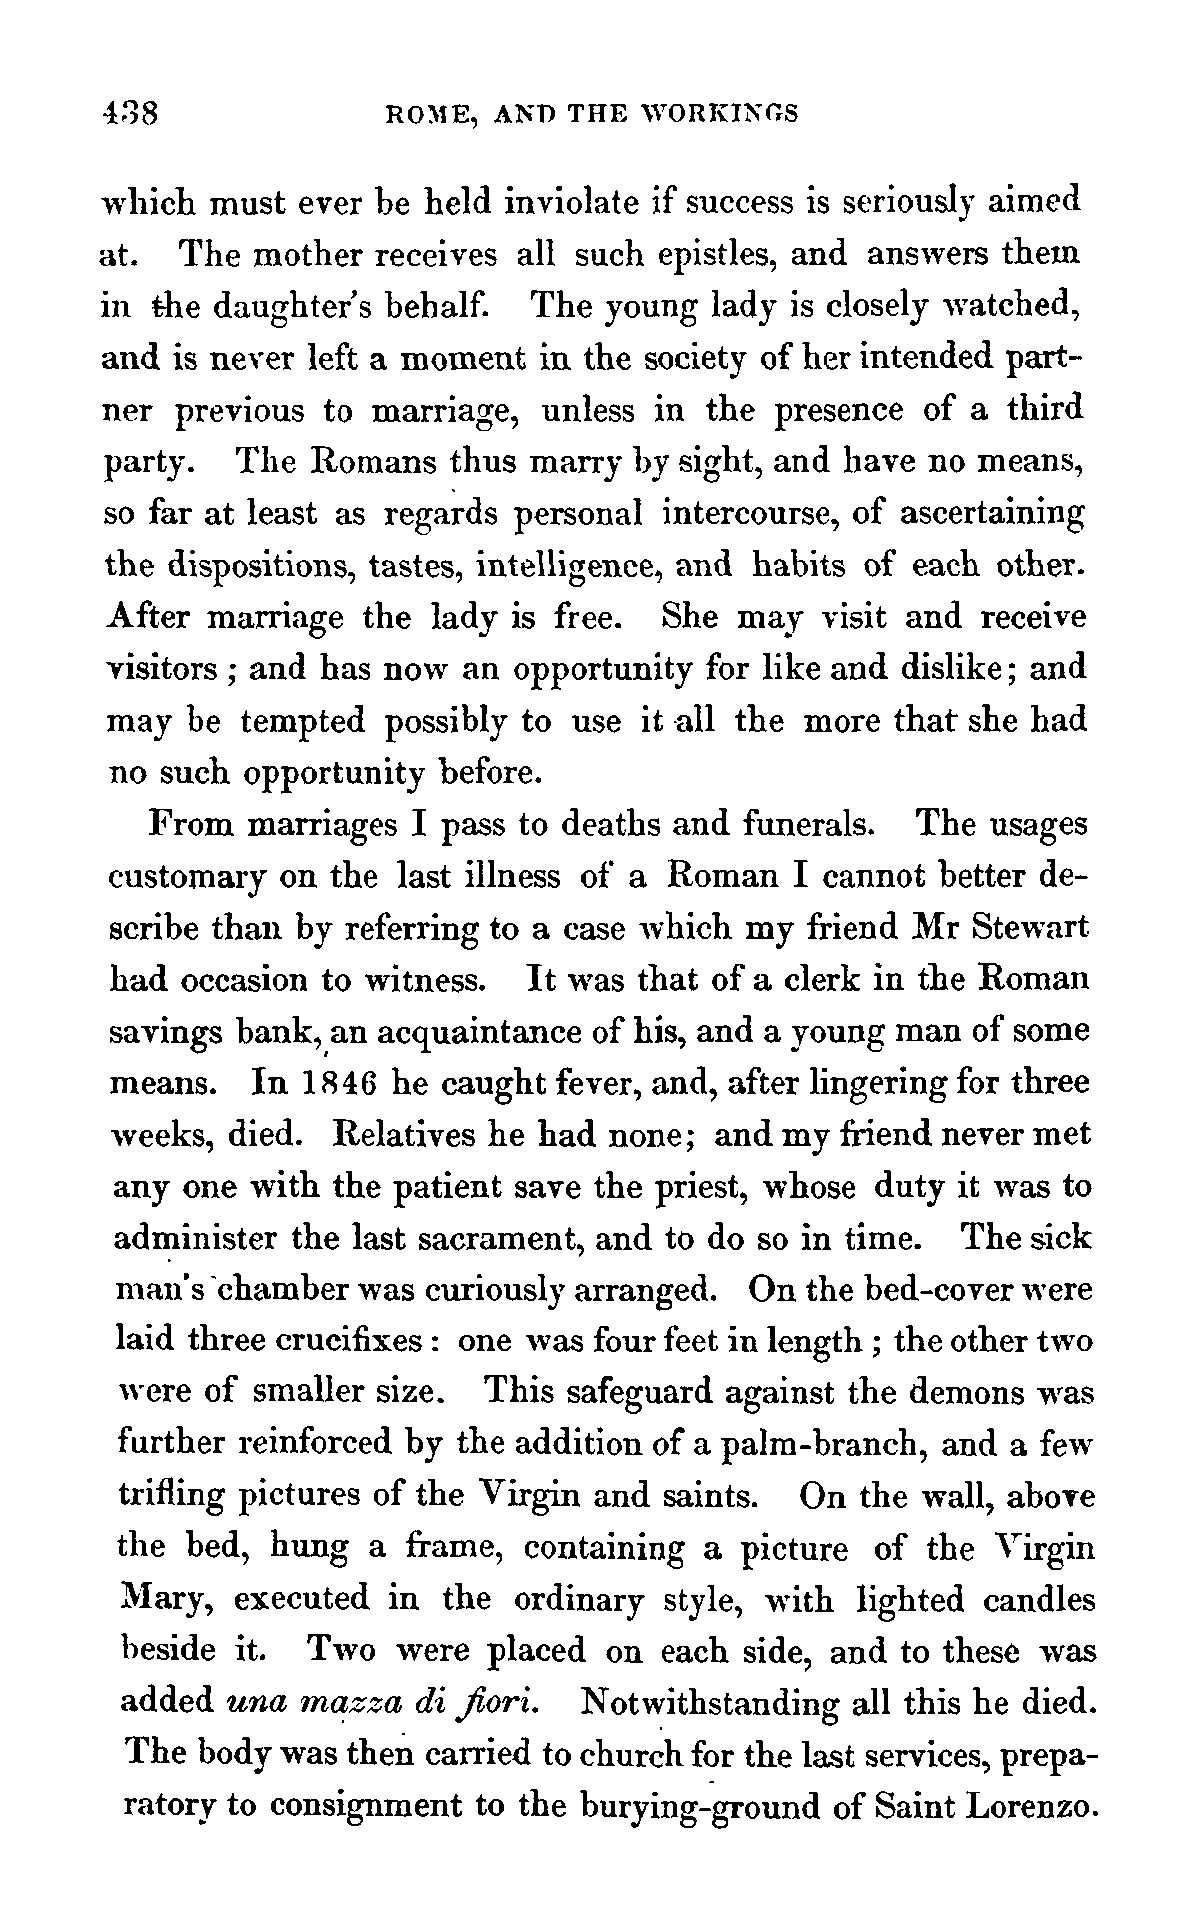 438 ROME, AND THE WORKINGS
which must ever be held inviolate if success is seriously aimed
at. The mother receives all such epistles, and answers them
in the daughter's behalf. The young lady is closely watched,
and is never left a moment in the society of her intended part-
ner previous to marriage, unless in the presence of a third
party. The Romans thus marry by sight, and have no means,
so far at least as regards personal intercourse, of ascertaining
the dispositions, tastes, intelligence, and habits of each other.
After marriage the lady is free. She may visit and receive
visitors ; and has now an opportunity for like and dislike; and
may be tempted possibly to use it all the more that she had
no such opportunity before.
From marriages I pass to deaths and funerals. The usages
customary on the last illness of a Roman I cannot better de-
scribe than by referring to a case which my friend Mr Stewart
had occasion to witness. It was that of a clerk in the Roman
savings bank, an acquaintance of his, and a young man of some
means. In 1846 he caught fever, and, after lingering for three
weeks, died. Relatives he had none; and my friend never met
any one with the patient save the priest, whose duty it was to
administer the last sacrament, and to do so in time. The sick
man's chamber was curiously arranged. On the bed-cover were
laid three crucifixes : one was four feet in length ; the other two
were of smaller size. This safeguard against the demons was
further reinforced by the addition of a palm-branch, and a few
trifling pictures of the Virgin and saints. On the wall, above
the bed, hung a frame, containing a picture of the Virgin
Mary, executed in the ordinary style, with lighted candles
beside it. Two were placed on each side, and to these was
added una mazza di fiori. Notwithstanding all this he died.
The body was then carried to church for the last services, prepa-
ratory to consignment to the burying-ground of Saint Lorenzo.